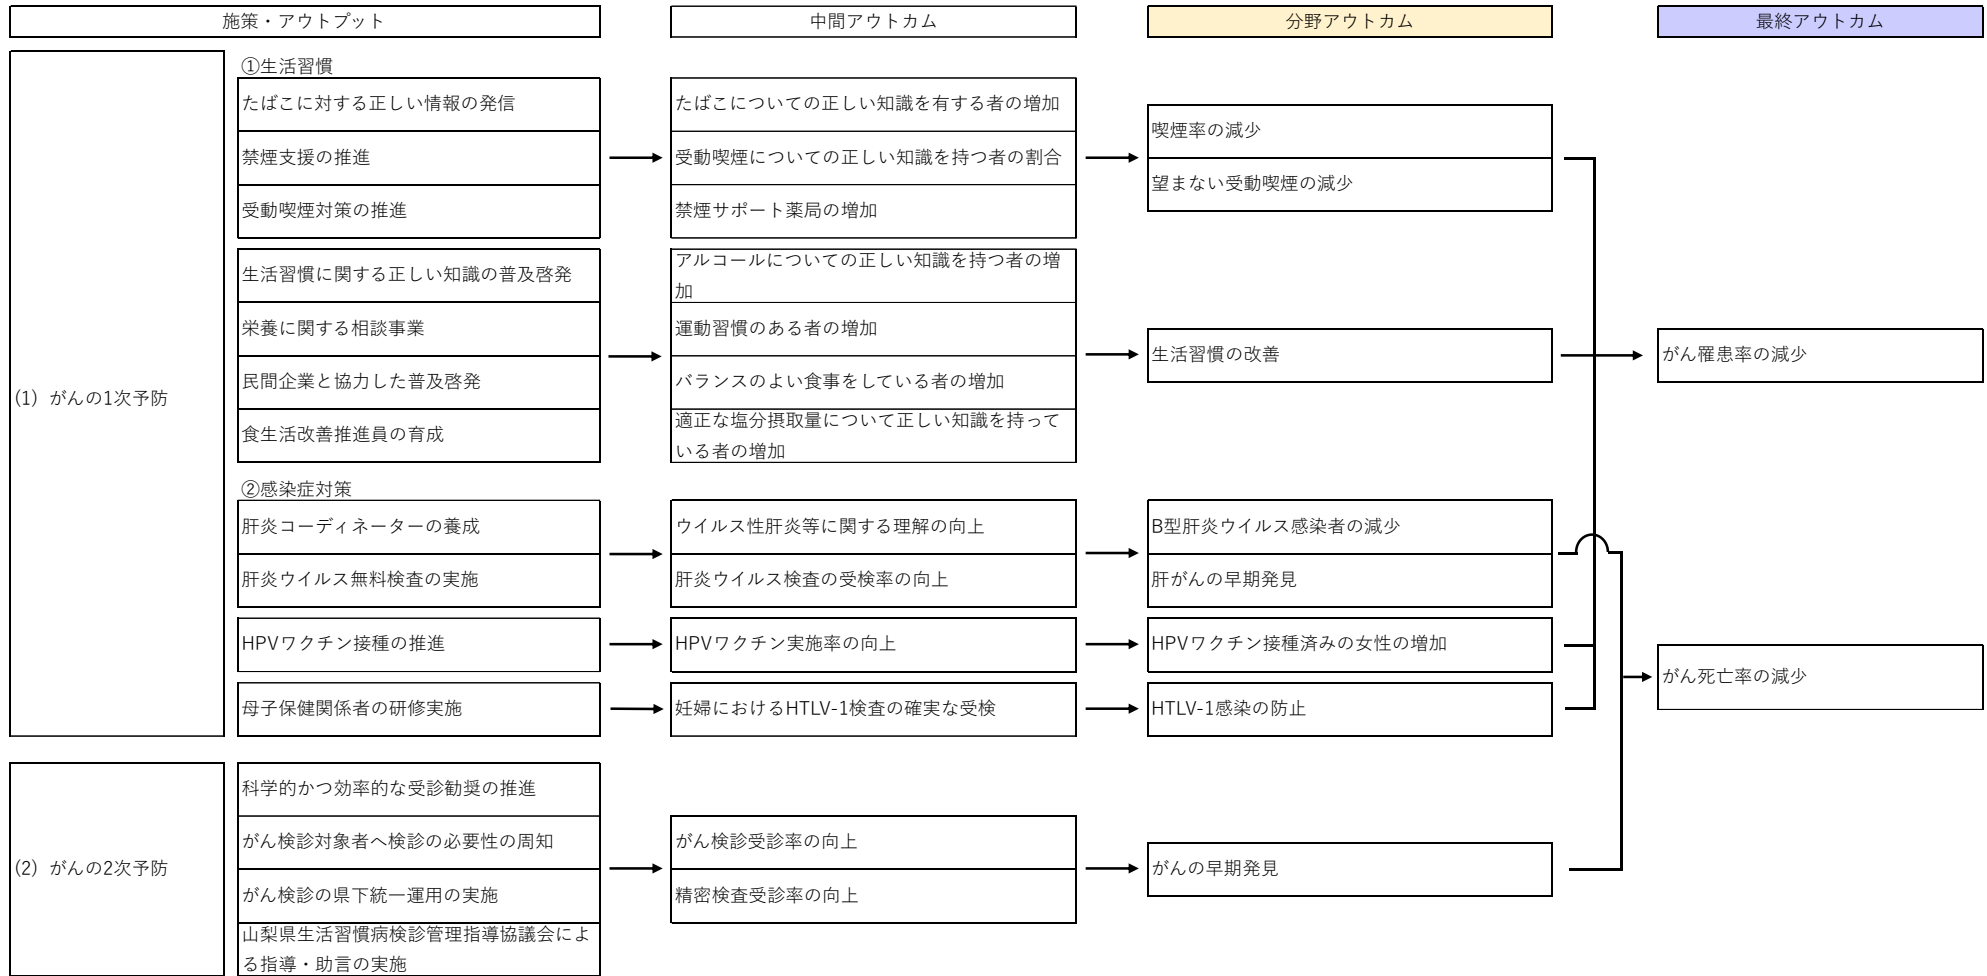 施策・アウトプット
中間アウトカム
分野アウトカム
最終アウトカム
(1) がんの1次予防
①生活習慣
たばこに対する正しい情報の発信
禁煙支援の推進
受動喫煙対策の推進
たばこについての正しい知識を有する者の増加
受動喫煙についての正しい知識を持つ者の割合
禁煙サポート薬局の増加
喫煙率の減少
望まない受動喫煙の減少
生活習慣に関する正しい知識の普及啓発
栄養に関する相談事業
民間企業と協力した普及啓発
食生活改善推進員の育成
アルコールについての正しい知識を持つ者の増
加
運動習慣のある者の増加
バランスのよい食事をしている者の増加
適正な塩分摂取量について正しい知識を持って
いる者の増加
生活習慣の改善
がん罹患率の減少
②感染症対策
肝炎コーディネーターの養成
肝炎ウイルス無料検査の実施
ウイルス性肝炎等に関する理解の向上
肝炎ウイルス検査の受検率の向上
B型肝炎ウイルス感染者の減少
肝がんの早期発見
HPVワクチン接種の推進
HPVワクチン実施率の向上
HPVワクチン接種済みの女性の増加
母子保健関係者の研修実施
妊婦におけるHTLV-1検査の確実な受検
HTLV-1感染の防止
がん死亡率の減少
(2) がんの2次予防
科学的かつ効率的な受診勧奨の推進
がん検診対象者へ検診の必要性の周知
がん検診の県下統一運用の実施
山梨県生活習慣病検診管理指導協議会によ
る指導・助言の実施
がん検診受診率の向上
精密検査受診率の向上
がんの早期発見